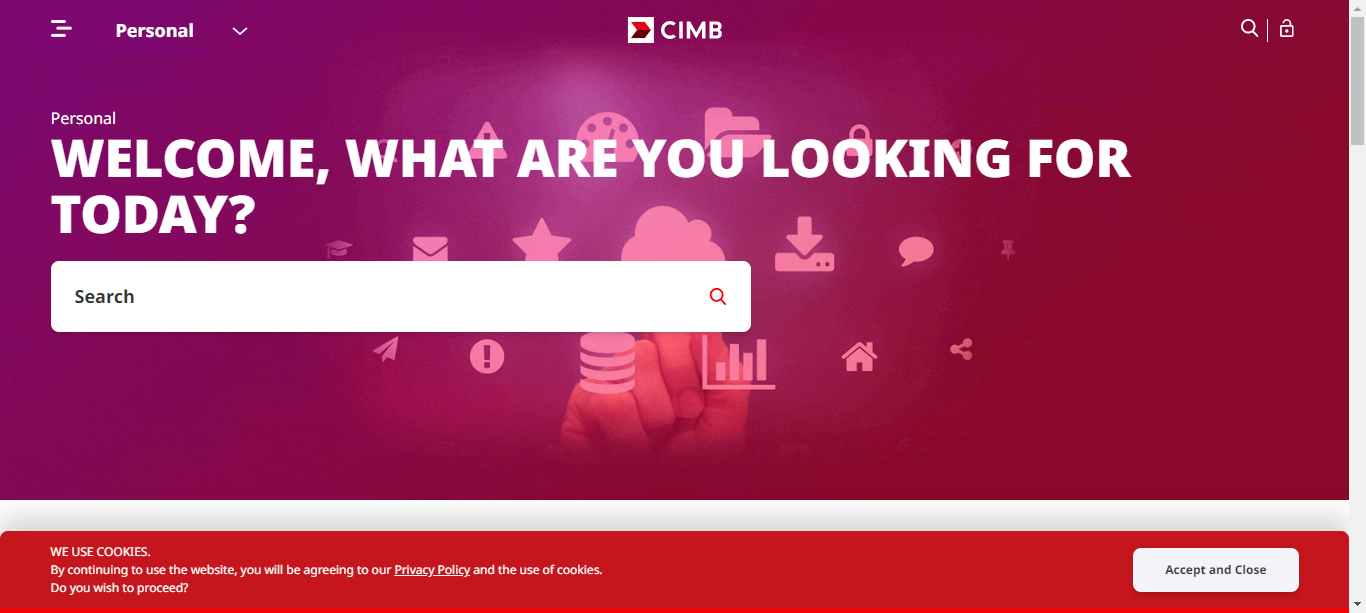 Personal
CIMB
Personal
WELCOME, WHAT ARE YOU LOOKING FOR
TODAY?
Search
WE USE COOKIES.
By continuing to use the website, you will be agreeing to our Privacy Policy and the use of cookies.
Do you wish to proceed?
Accept and Close